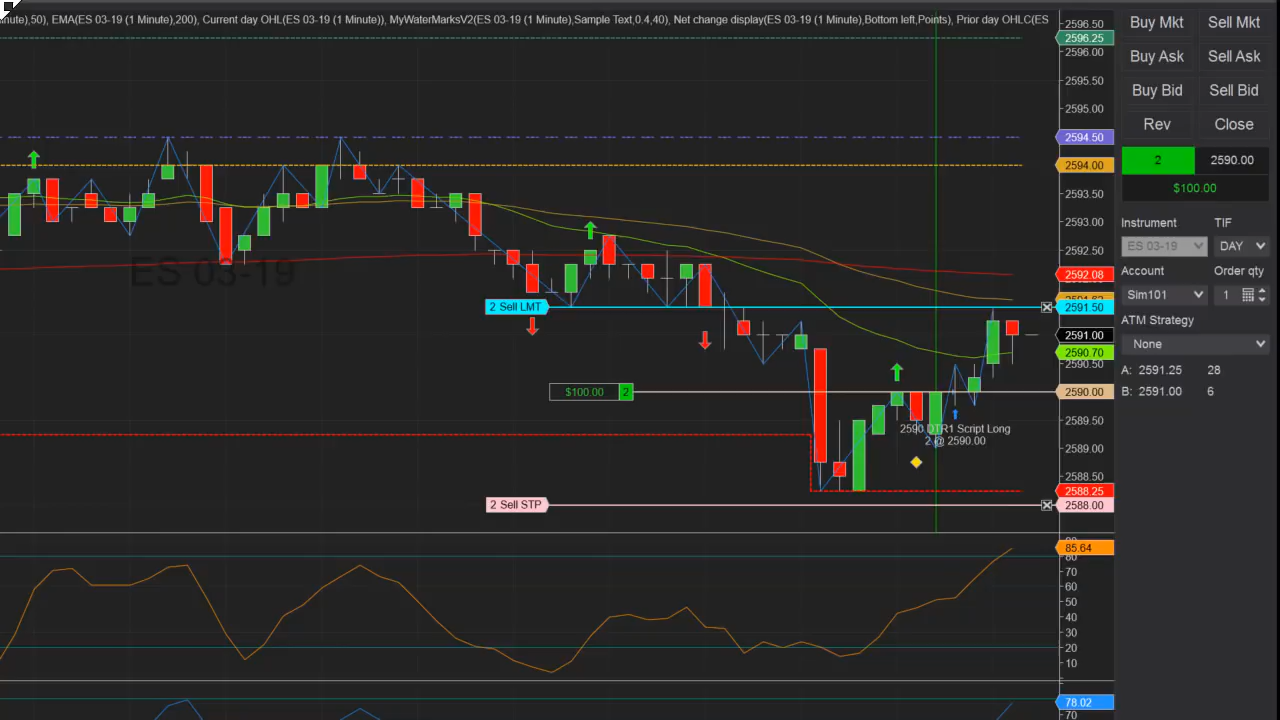 ute),50), EMA(ES 03-19 (1 Minute),200), Current day OHL(ES 03-19 (1 Minute)), MyWaterMarksV2(ES 03-19 (1 Minute),Sample Text,0.4,40), Net change display(ES 03-19 (1 Minute),Bottom left,Points), Prior day OHLC(ES
2596.50
2596.25
2596.00
2595.50
2595.00
2594.50
2594.00
2593.50
2593.00
2592.50
2592.08
2591.50
2591.00
2590.70
2590.50
2590.00
2589.50
2589.00
2588.50
2588.25
2588.00
ES 03-19
2 Sell LMT
$100.00 2
2590 DTR1 Script Long
2 @ 2590.00
2 Sell STP
85.64
80
70
60
50
40
30
20
10
78.02
70
Buy Mkt Sell Mkt
Buy Ask Sell Ask
Buy Bid Sell Bid
Rev Close
2 2590.00
$100.00
Instrument TIF
ES 03-19 DAY
Account Order qty
Sim101 1
ATM Strategy
None
A: 2591.25 28
B: 2591.00 6